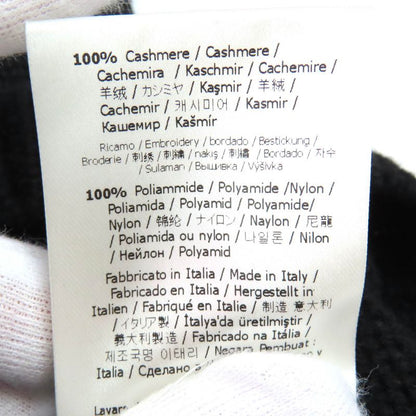 100% Cashmere / Cashmere /
Cachemira / Kaschmir / Cachemire /
羊绒 / カシミヤ / Kaşmir / 羊絨 /
Cachemir / 캐시미어 / Kasmir /
Кашемир / Kašmír
Ricamo / Embroidery / bordado / Bestickung /
Broderie / 刺绣 / 刺繍 / nakış / 刺繡 / Bordado / 자수
/ Sulaman / Вышивка / Výšivka
100% Poliammide / Polyamide /Nylon /
Poliamida / Polyamid / Polyamide/
Nylon / 锦纶 / ナイロン / Naylon / 尼龍
/ Poliamida ou nylon / 나일론 / Nilon
/ Нейлон / Polyamid
Fabbricato in Italia / Made in Italy /
Fabricado en Italia / Hergestellt in
Italien / Fabriqué en Italie / 制造 意大利
/ イタリア製 / İtalya'da üretilmiştir
/ 義大利製造 / Fabricado na Itália /
제조국명 이태리 / Negara Pembuat :
Italia / Сделано в
Lavare